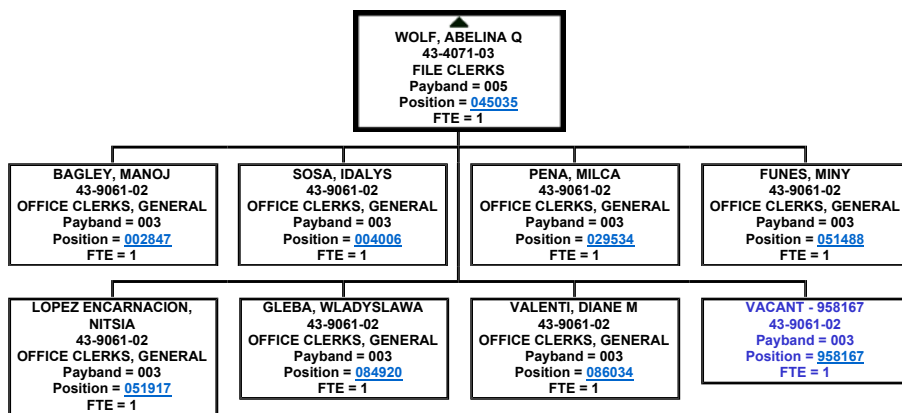 WOLF, ABELINA Q
43-4071-03
FILE CLERKS
Payband = 005
Position = 045035
FTE = 1
BAGLEY, MANOJ
43-9061-02
OFFICE CLERKS, GENERAL
Payband = 003
Position = 002847
FTE = 1
SOSA, IDALYS
43-9061-02
OFFICE CLERKS, GENERAL
Payband = 003
Position = 004006
FTE = 1
PENA, MILCA
43-9061-02
OFFICE CLERKS, GENERAL
Payband = 003
Position = 029534
FTE = 1
FUNES, MINY
43-9061-02
OFFICE CLERKS, GENERAL
Payband = 003
Position = 051488
FTE = 1
LOPEZ ENCARNACION,
NITSIA
43-9061-02
OFFICE CLERKS, GENERAL
Payband = 003
Position = 051917
FTE = 1
GLEBA, WLADYSLAWA
43-9061-02
OFFICE CLERKS, GENERAL
Payband = 003
Position = 084920
FTE = 1
VALENTI, DIANE M
43-9061-02
OFFICE CLERKS, GENERAL
Payband = 003
Position = 086034
FTE = 1
VACANT - 958167
43-9061-02
Payband = 003
Position = 958167
FTE = 1